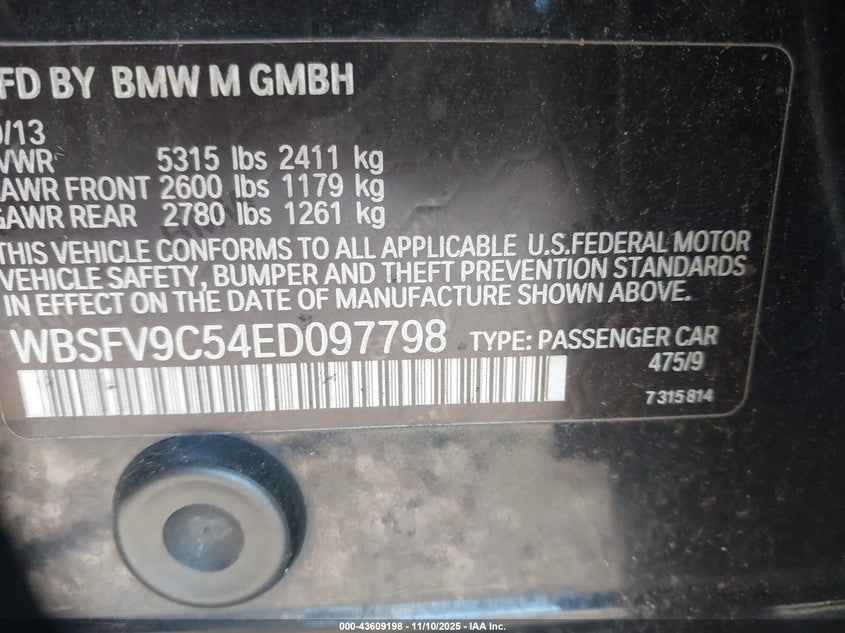 FD BY BMW M GMBH
0/13
VWR 5315 lbs 2411 kg
AWR FRONT 2600 lbs 1179 kg
GAWR REAR 2780 lbs 1261 kg
THIS VEHICLE CONFORMS TO ALL APPLICABLE U.S.FEDERAL MOTOR
VEHICLE SAFETY, BUMPER AND THEFT PREVENTION STANDARDS
IN EFFECT ON THE DATE OF MANUFACTURE SHOWN ABOVE.
WBSFV9C54ED097798 TYPE: PASSENGER CAR
475/9
7 315 814
000-43609198 - 11/10/2025 - IAA Inc.